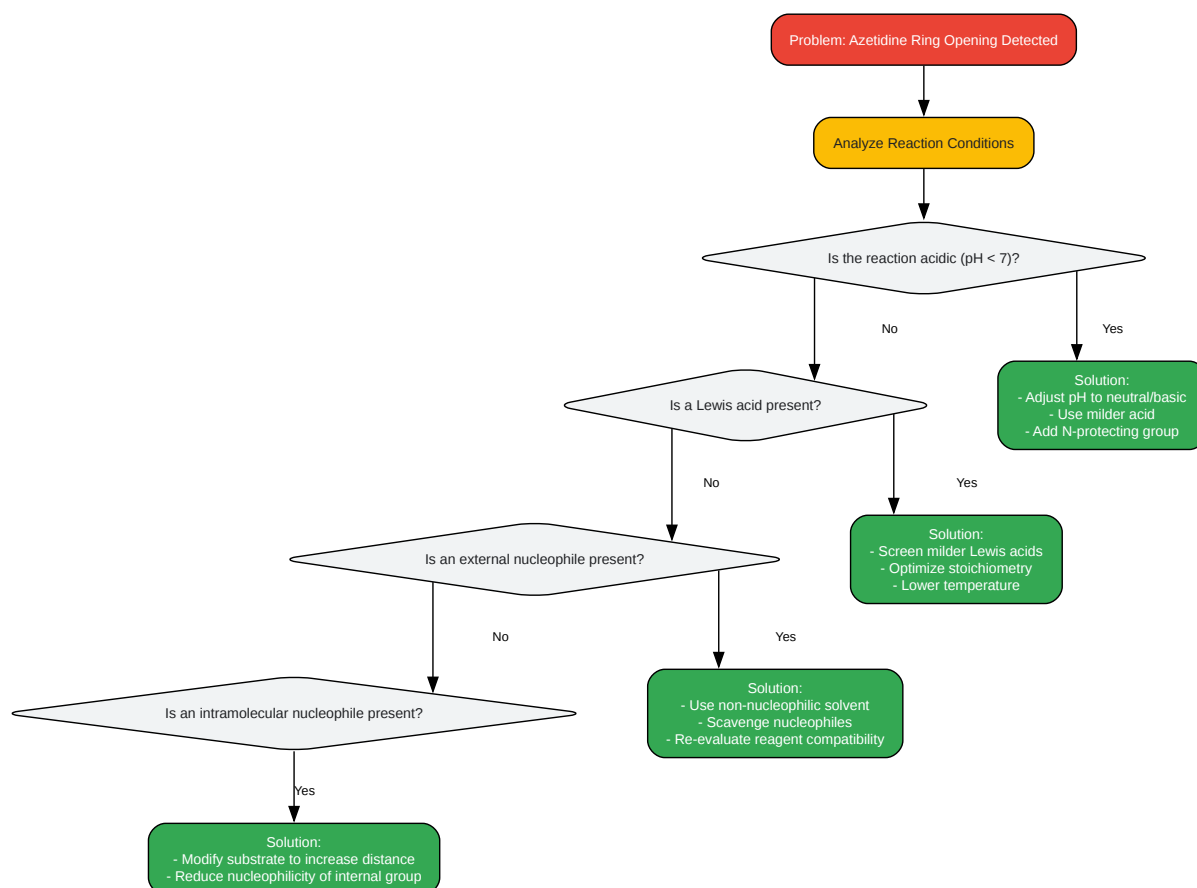 Problem: Azetidine Ring Opening Detected
Analyze Reaction Conditions
Is the reaction acidic (pH < 7)?
No
Yes
Is a Lewis acid present?
Solution:
- Adjust pH to neutral/basic
- Use milder acid
- Add N-protecting group
No
Yes
Is an external nucleophile present?
Solution:
- Screen milder Lewis acids
- Optimize stoichiometry
- Lower temperature
No
Yes
Is an intramolecular nucleophile present?
Solution:
- Use non-nucleophilic solvent
- Scavenge nucleophiles
- Re-evaluate reagent compatibility
Yes
Solution:
- Modify substrate to increase distance
- Reduce nucleophilicity of internal group